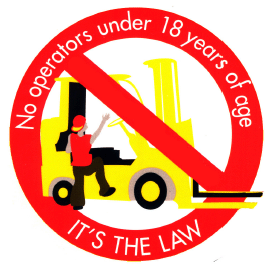 No operators under 18 years of age
IT'S THE LAW